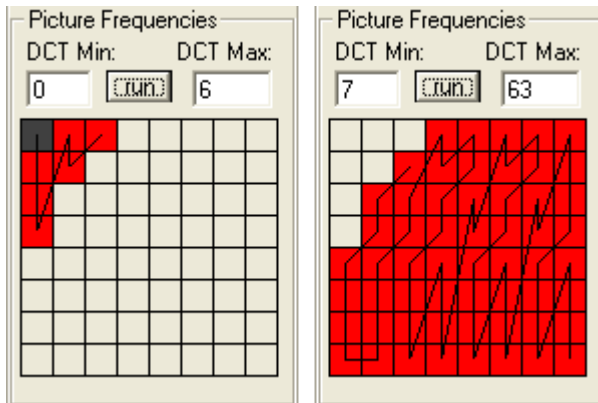 Picture Frequencies
DCT Min: DCT Max:
0 run 6
Picture Frequencies
DCT Min: DCT Max:
7 run 63